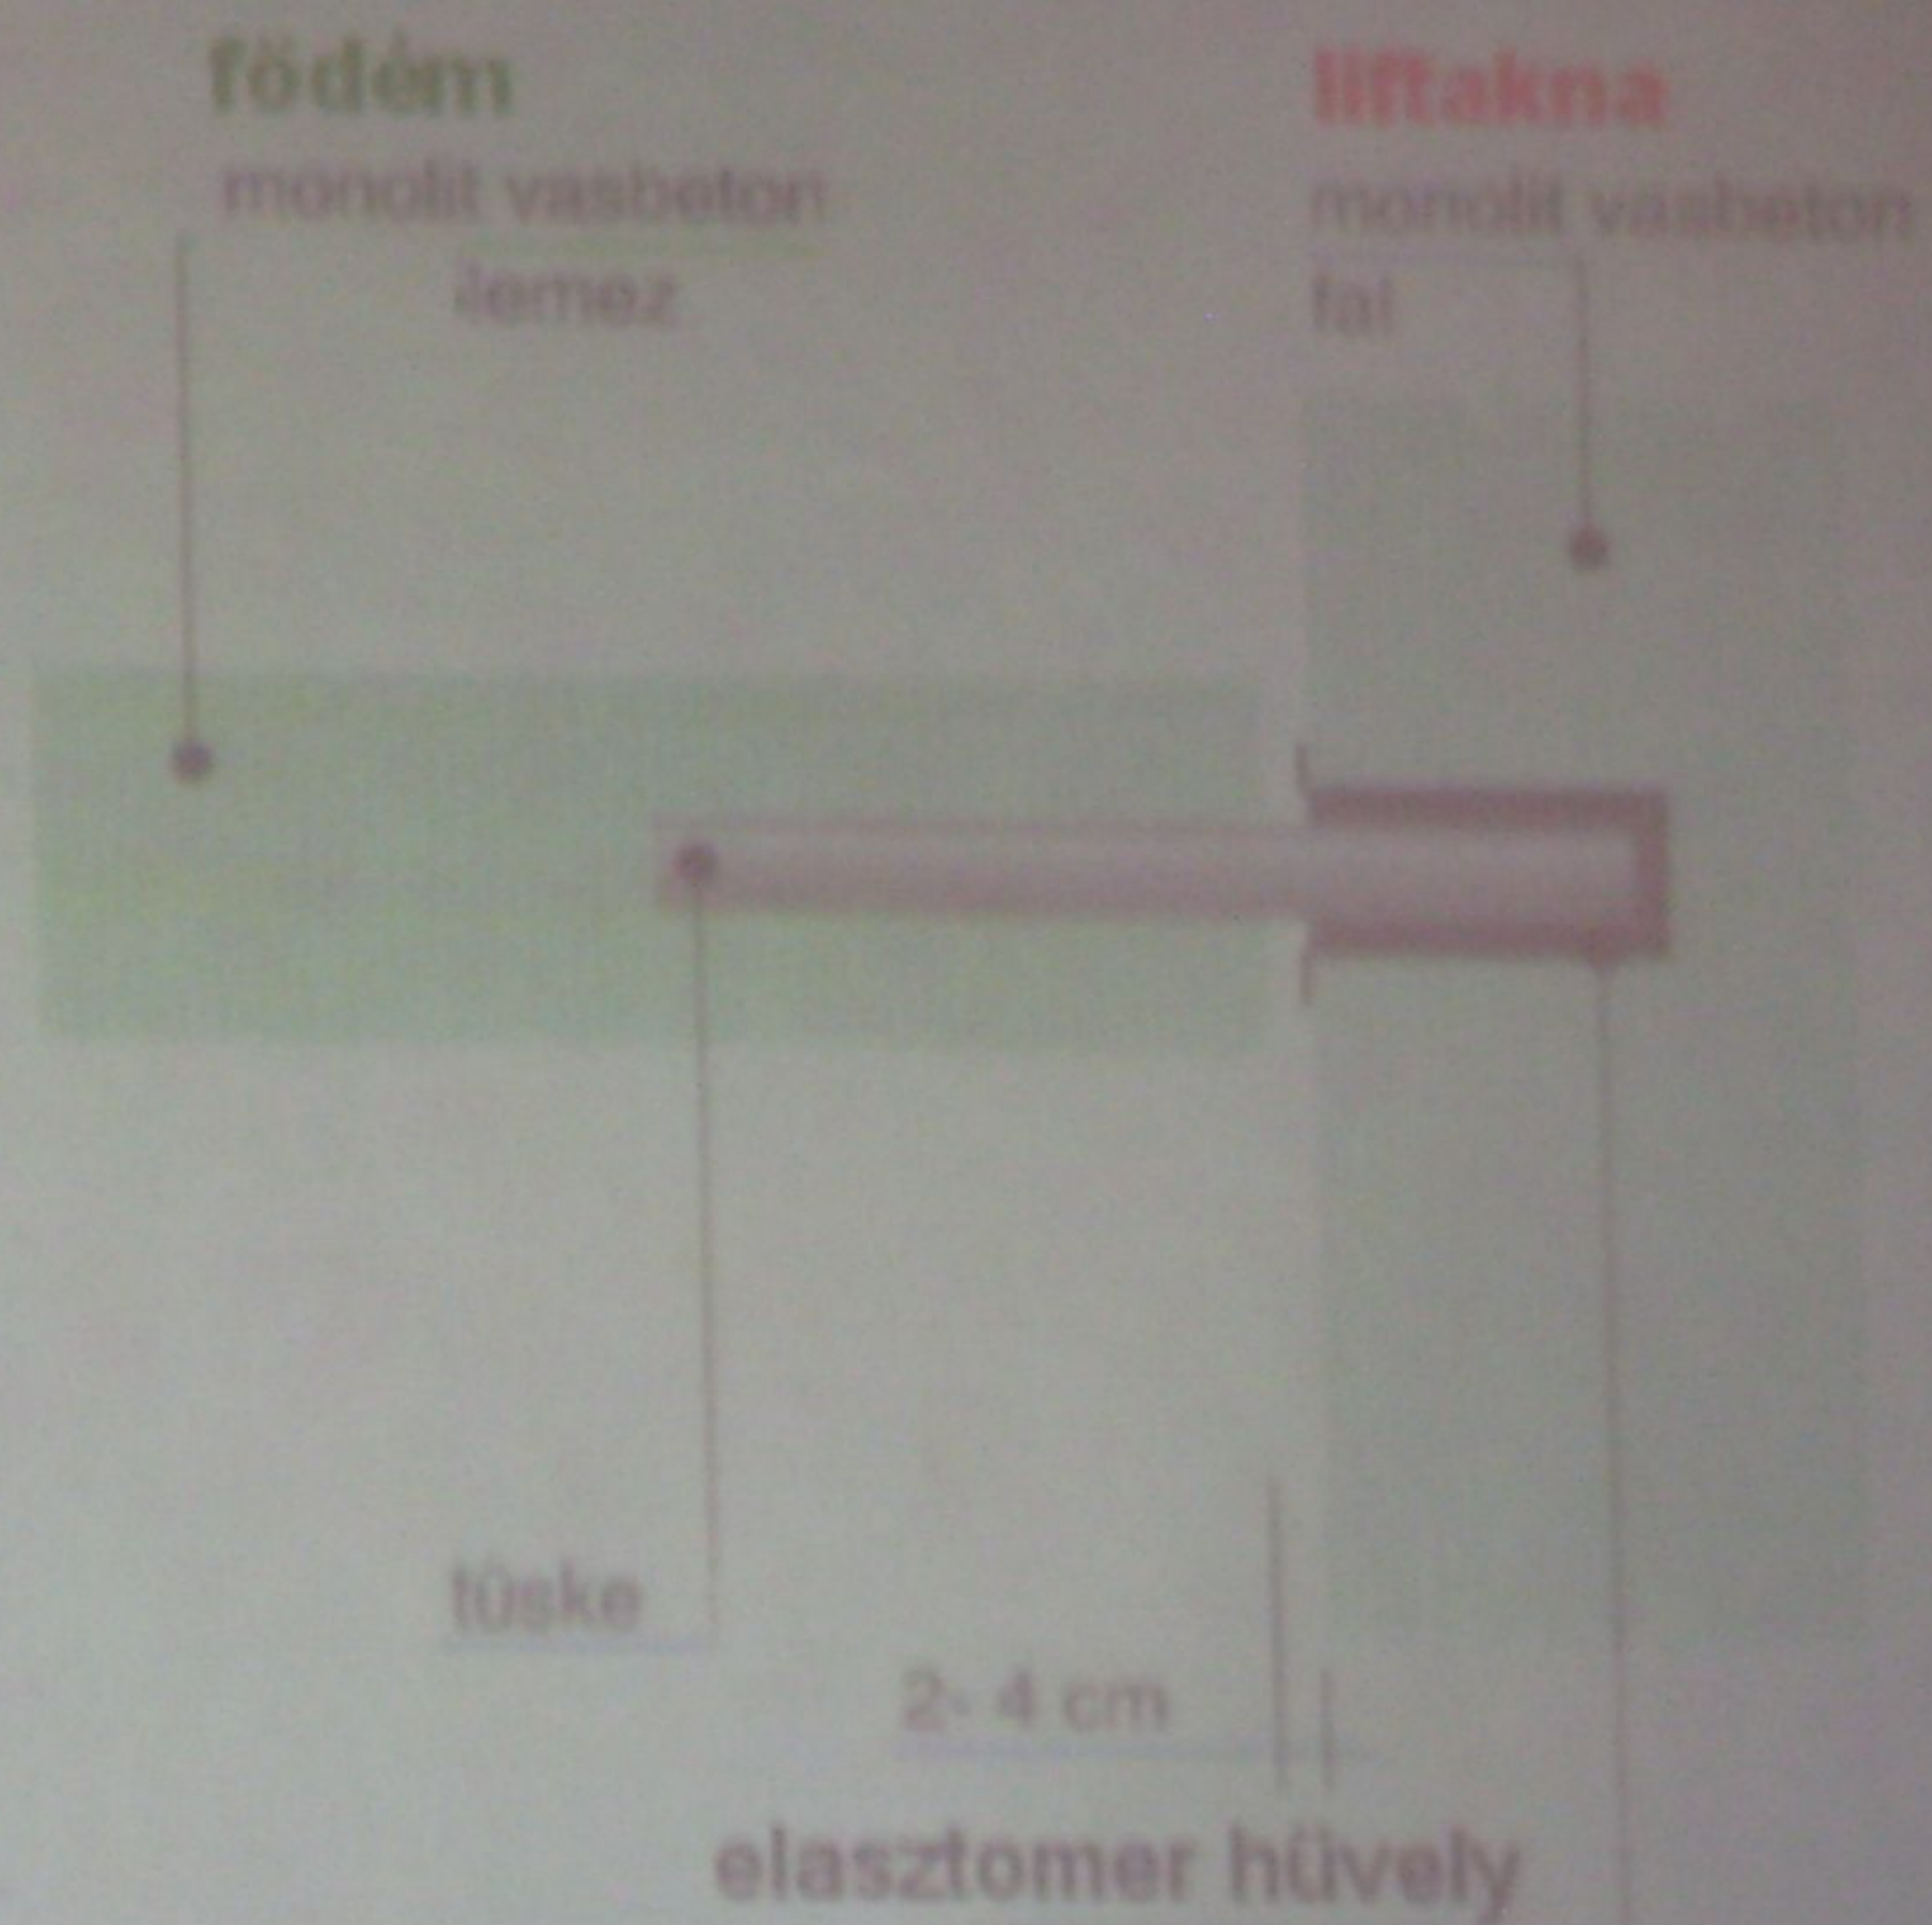 födém
monolit vasbeton
lemez
liftakna
monolit vasbeton
fal
tüske
2- 4 cm
elasztomer hüvely